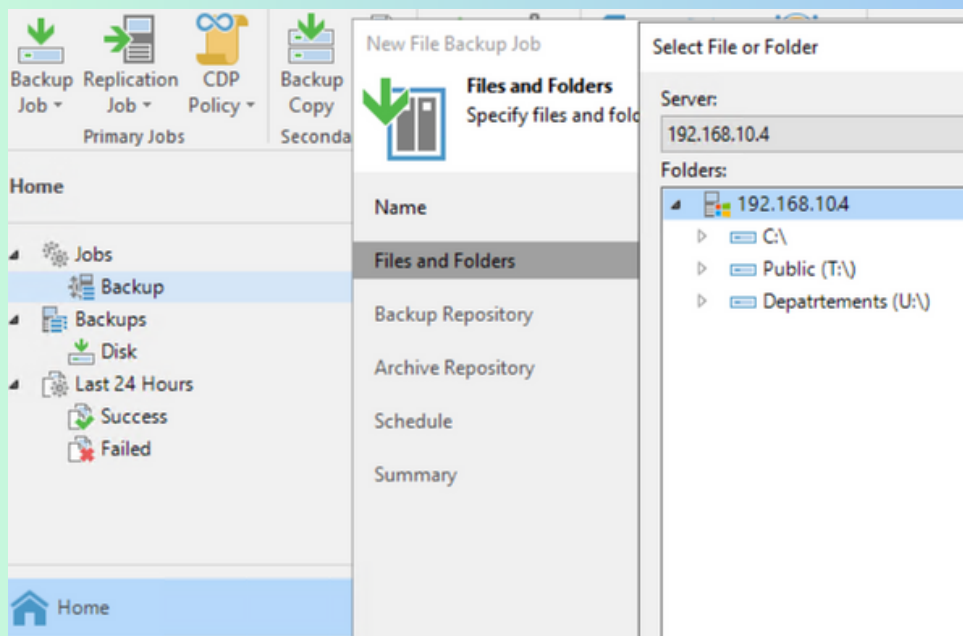 Backup Job
Replication Job
CDP Policy
Backup Copy
Primary Jobs
Seconda
Home
Jobs
Backup
Backups
Disk
Last 24 Hours
Success
Failed
Home
New File Backup Job
Files and Folders
Specify files and fold
Name
Files and Folders
Backup Repository
Archive Repository
Schedule
Summary
Select File or Folder
Server:
192.168.10.4
Folders:
192.168.10.4
C:\
Public (T:\)
Depatrtements (U:\)